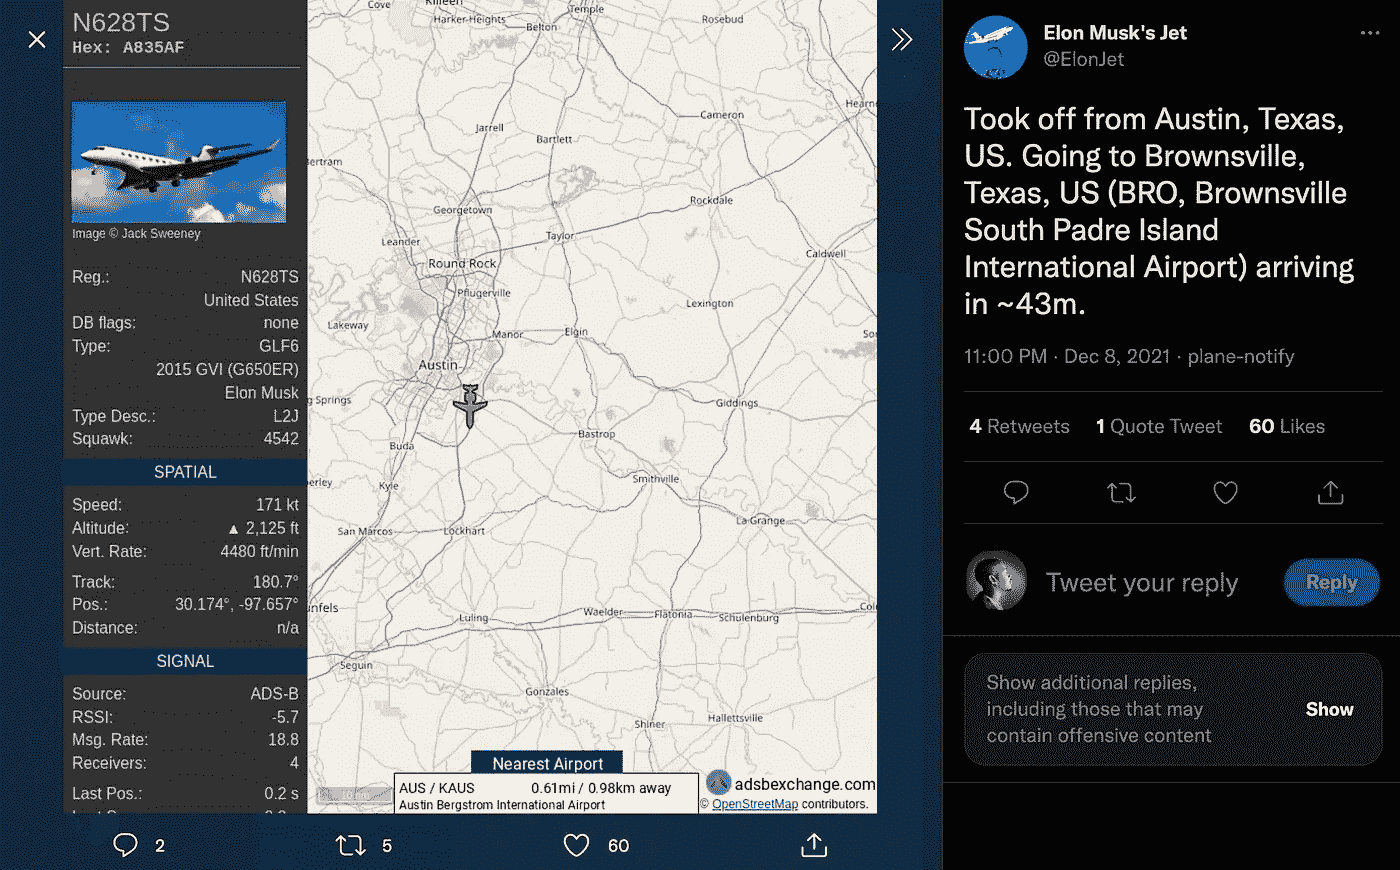 N628TS
Hex: A835AF
Image © Jack Sweeney
Reg.: N628TS
United States
DB flags: none
Type: GLF6
2015 GVI (G650ER)
Elon Musk
Type Desc.: L2J
Squawk: 4542
SPATIAL
Speed: 171 kt
Altitude: ▲ 2,125 ft
Vert. Rate: 4480 ft/min
Track: 180.7°
Pos.: 30.174°, -97.657°
Distance: n/a
SIGNAL
Source: ADS-B
RSSI: -5.7
Msg. Rate: 18.8
Receivers: 4
Last Pos.: 0.2 s
Cove
Killeen
Harker-Heights
Temple
Belton
Rosebud
Hearn
Cameron
Jarrell
Bartlett
ertram
Georgetown
Rockdale
Leander
Taylor
Caldwell
Round Rock
Pflugerville
Lexington
Lakeway
Manor
Elgin
So
Austin
g Springs
Giddings
Bastrop
Buda
erley
Kyle
Smithville
San Marcos
Lockhart
La Grange
unfels
Luling
Waelder
Flatonia
Schulenburg
Col
Seguin
Gonzales
Shiner
Hallettsville
Nearest Airport
AUS / KAUS 0.61mi / 0.98km away
Austin Bergstrom International Airport
adsbexchange.com
© OpenStreetMap contributors.
2 5 60
Elon Musk's Jet
@ElonJet
Took off from Austin, Texas,
US. Going to Brownsville,
Texas, US (BRO, Brownsville
South Padre Island
International Airport) arriving
in ~43m.
11:00 PM · Dec 8, 2021 · plane-notify
4 Retweets 1 Quote Tweet 60 Likes
Tweet your reply
Reply
Show additional replies,
including those that may
contain offensive content
Show